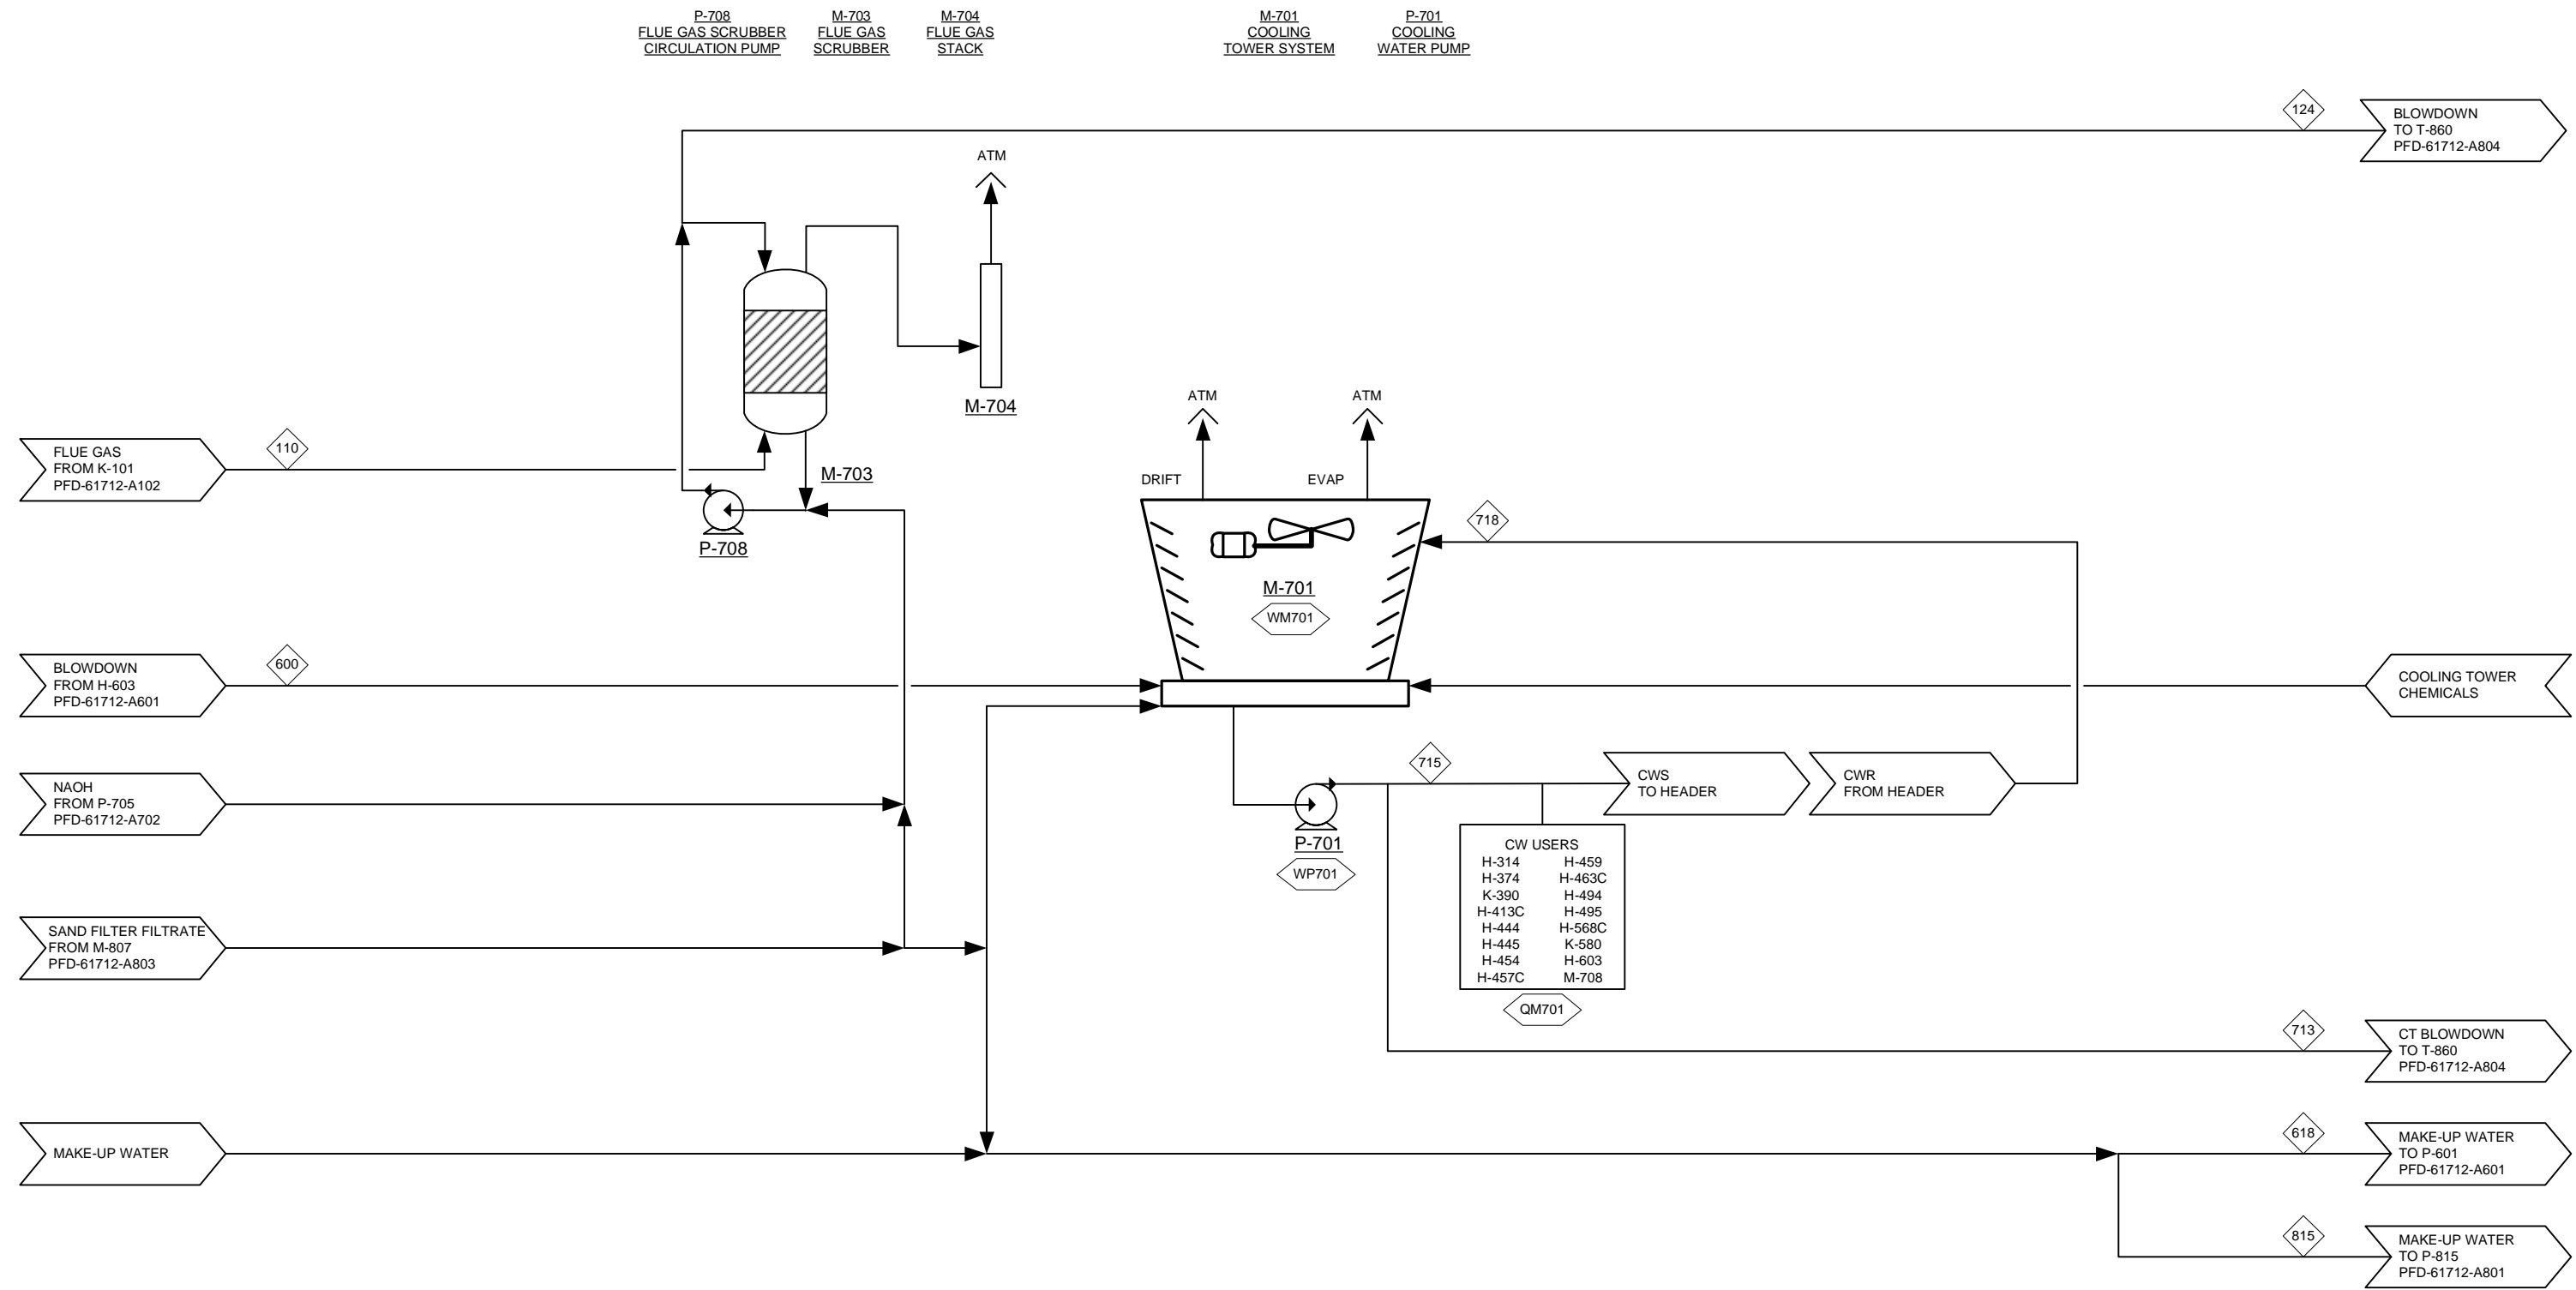 P-708
FLUE GAS SCRUBBER
CIRCULATION PUMP
M-703
FLUE GAS
SCRUBBER
M-704
FLUE GAS
STACK
M-701
COOLING
TOWER SYSTEM
P-701
COOLING
WATER PUMP
124
BLOWDOWN
TO T-860
PFD-61712-A804
ATM
M-704
ATM
ATM
FLUE GAS
FROM K-101
PFD-61712-A102
110
M-703
DRIFT
EVAP
P-708
718
M-701
WM701
BLOWDOWN
FROM H-603
PFD-61712-A601
600
COOLING TOWER
CHEMICALS
NAOH
FROM P-705
PFD-61712-A702
715
CWS
TO HEADER
CWR
FROM HEADER
P-701
WP701
CW USERS
H-314 H-459
H-374 H-463C
K-390 H-494
H-413C H-495
H-444 H-568C
H-445 K-580
H-454 H-603
H-457C M-708
QM701
SAND FILTER FILTRATE
FROM M-807
PFD-61712-A803
713
CT BLOWDOWN
TO T-860
PFD-61712-A804
MAKE-UP WATER
618
MAKE-UP WATER
TO P-601
PFD-61712-A601
815
MAKE-UP WATER
TO P-815
PFD-61712-A801